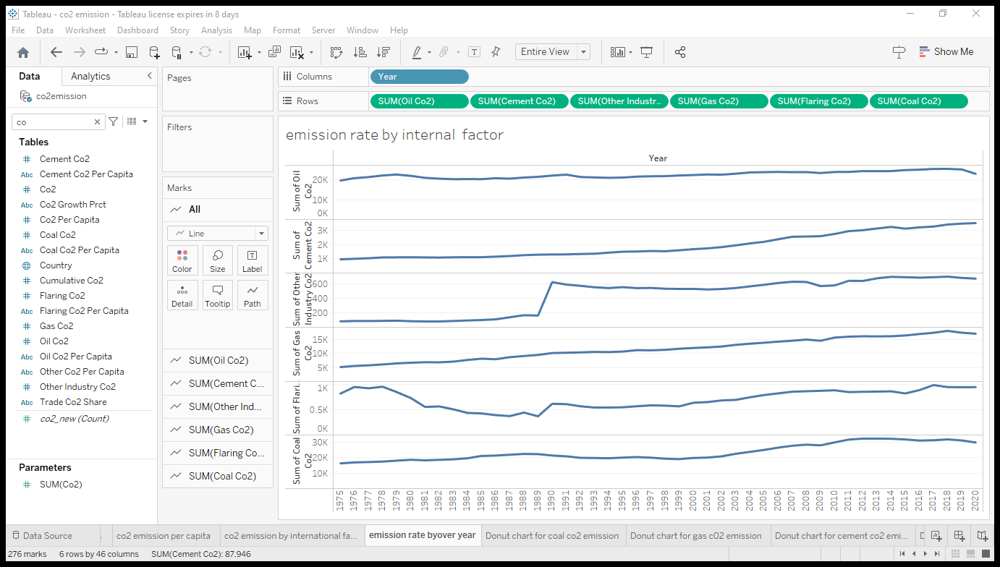 Tableau - co2 emission - Tableau license expires in 8 days
File Data Worksheet Dashboard Story Analysis Map Format Server Window Help
Entire View
Show Me
Data Analytics
co2emission
co
Tables
# Cement Co2
Abc Cement Co2 Per Capita
# Co2
Abc Co2 Growth Prct
# Co2 Per Capita
# Coal Co2
Abc Coal Co2 Per Capita
Country
# Cumulative Co2
# Flaring Co2
Abc Flaring Co2 Per Capita
# Gas Co2
# Oil Co2
Abc Oil Co2 Per Capita
Abc Other Co2 Per Capita
# Other Industry Co2
Abc Trade Co2 Share
# co2_new (Count)
Parameters
# SUM(Co2)
Pages
Filters
Marks
All
Line
Color Size Label
Detail Tooltip Path
SUM(Oil Co2)
SUM(Cement C...
SUM(Other Ind...
SUM(Gas Co2)
SUM(Flaring Co...
SUM(Coal Co2)
Columns Year
Rows SUM(Oil Co2) SUM(Cement Co2) SUM(Other Industr.. SUM(Gas Co2) SUM(Flaring Co2) SUM(Coal Co2)
emission rate by internal factor
Year
Sum of Oil
Co2
20K
10K
0K
Sum of
Cement Co2
3K
2K
1K
Sum of Other
Industry Co2
600
400
200
Sum of Gas
Co2
15K
10K
5K
Sum of Flari..
1K
0.5K
0K
Sum of Coal
Co2
30K
20K
10K
1975 1976 1977 1978 1979 1980 1981 1982 1983 1984 1985 1986 1987 1988 1989 1990 1991 1992 1993 1994 1995 1996 1997 1998 1999 2000 2001 2002 2003 2004 2005 2006 2007 2008 2009 2010 2011 2012 2013 2014 2015 2016 2017 2018 2019 2020
Data Source co2 emission per capita co2 emission by international fa... emission rate byover year Donut chart for coal co2 emission Donut chart for gas c02 emission Donut chart for cement co2 emi...
276 marks 6 rows by 46 columns SUM(Cement Co2): 87,946